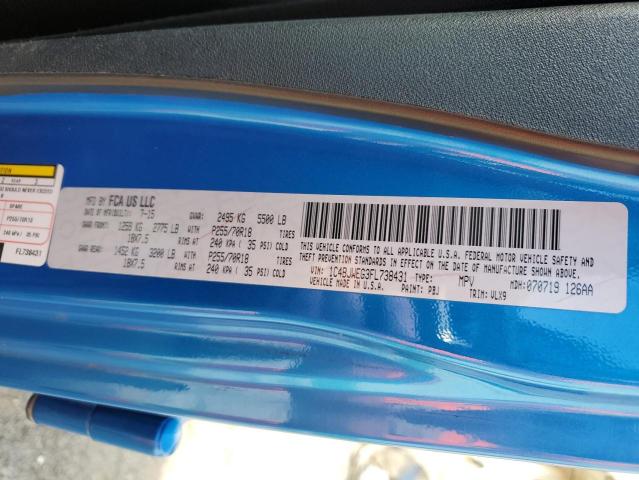 2 REAR 3
SPARE
P255/70R18
240 KPA/ 35 PSI
FL738431
MFD BY: FCA US LLC
DATE OF MFR: 7-15
GVWR: 2495 KG 5500 LB
GAWR FRONT: 1259 KG 2775 LB WITH P255/70R18 TIRES
18X7.5 RIMS AT 240 KPA ( 35 PSI) COLD
GAWR REAR: 1452 KG 3200 LB WITH P255/70R18 TIRES
18X7.5 RIMS AT 240 KPA ( 35 PSI) COLD
THIS VEHICLE CONFORMS TO ALL APPLICABLE U.S.A. FEDERAL MOTOR VEHICLE SAFETY AND
THEFT PREVENTION STANDARDS IN EFFECT ON THE DATE OF MANUFACTURE SHOWN ABOVE.
VIN: 1C4BJWEG3FL738431 TYPE: MPV MDH: 070719 126AA
VEHICLE MADE IN U.S.A. PAINT: PBJ TRIM: VLX9